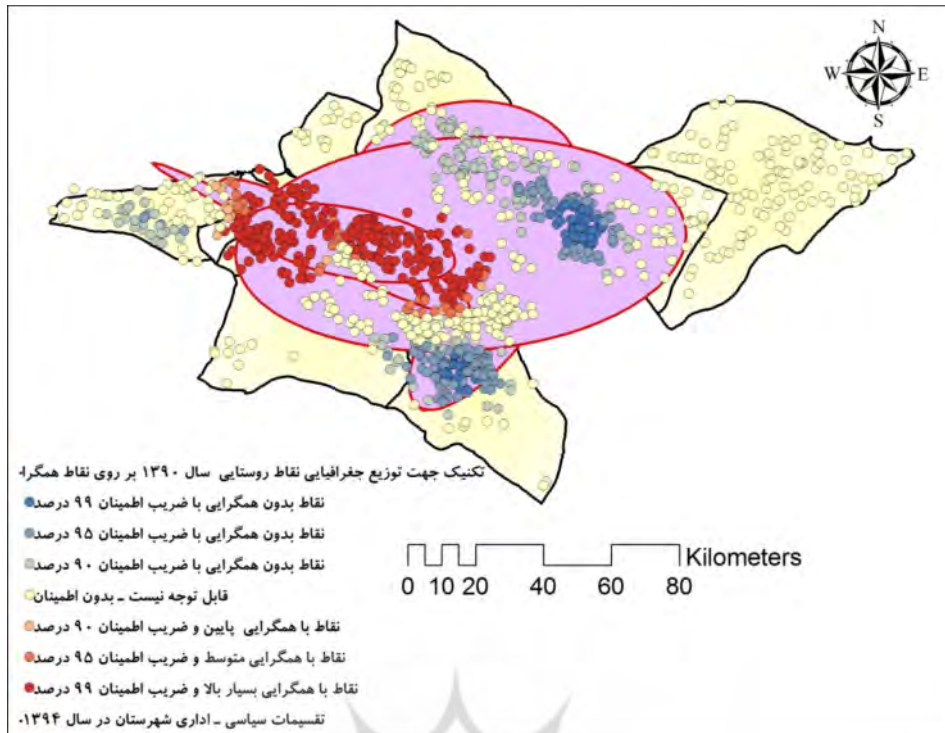 N
W E
S
تکنیک جهت توزیع جغرافیایی نقاط روستایی سال ۱۳۹۰ بر روی نقاط همگرا-
نقاط بدون همگرایی با ضریب اطمینان ۹۹ درصد
نقاط بدون همگرایی با ضریب اطمینان ۹۵ درصد
نقاط بدون همگرایی با ضریب اطمینان ۹۰ درصد
قابل توجه نیست - بدون اطمینان
نقاط با همگرایی پایین و ضریب اطمینان ۹۰ درصد
نقاط با همگرایی متوسط و ضریب اطمینان ۹۵ درصد
نقاط با همگرایی بسیار بالا و ضریب اطمینان ۹۹ درصد
تقسیمات سیاسی - اداری شهرستان در سال ۱۳۹۴-
Kilometers
0 10 20 40 60 80